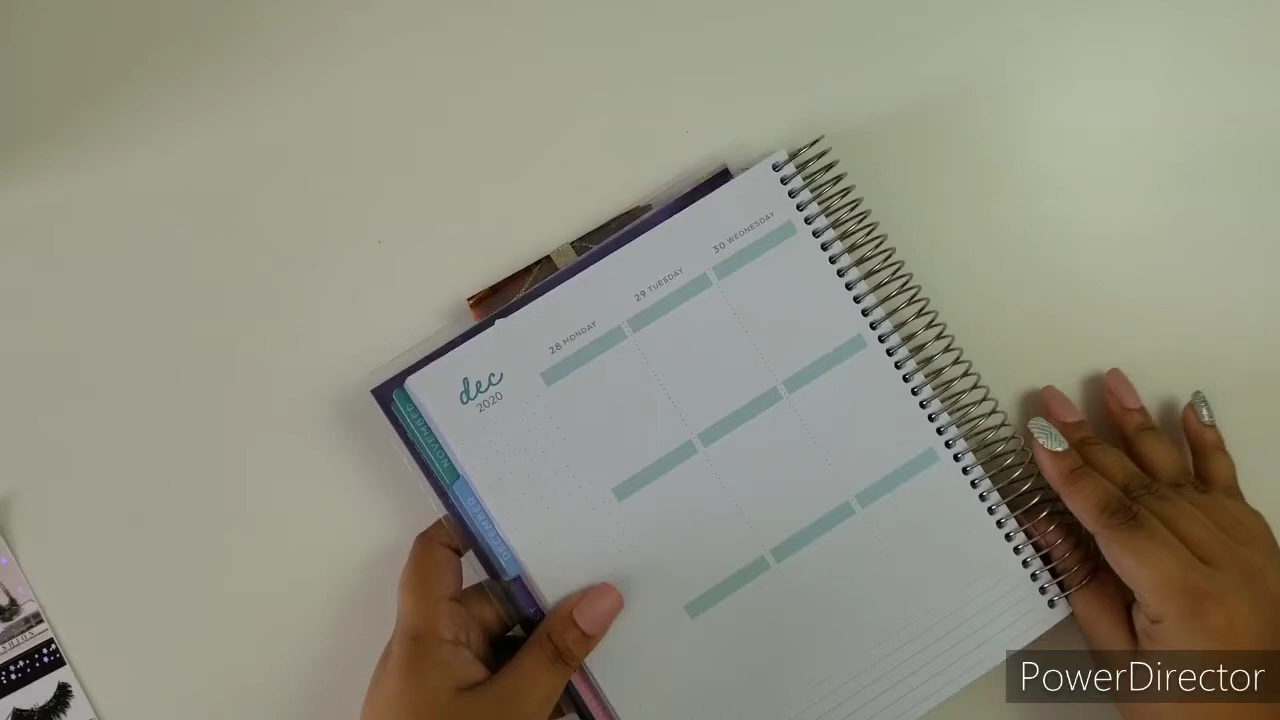 dec
2020
28 MONDAY
29 TUESDAY
30 WEDNESDAY
NOVEMBER
DECEMBER
PowerDirector